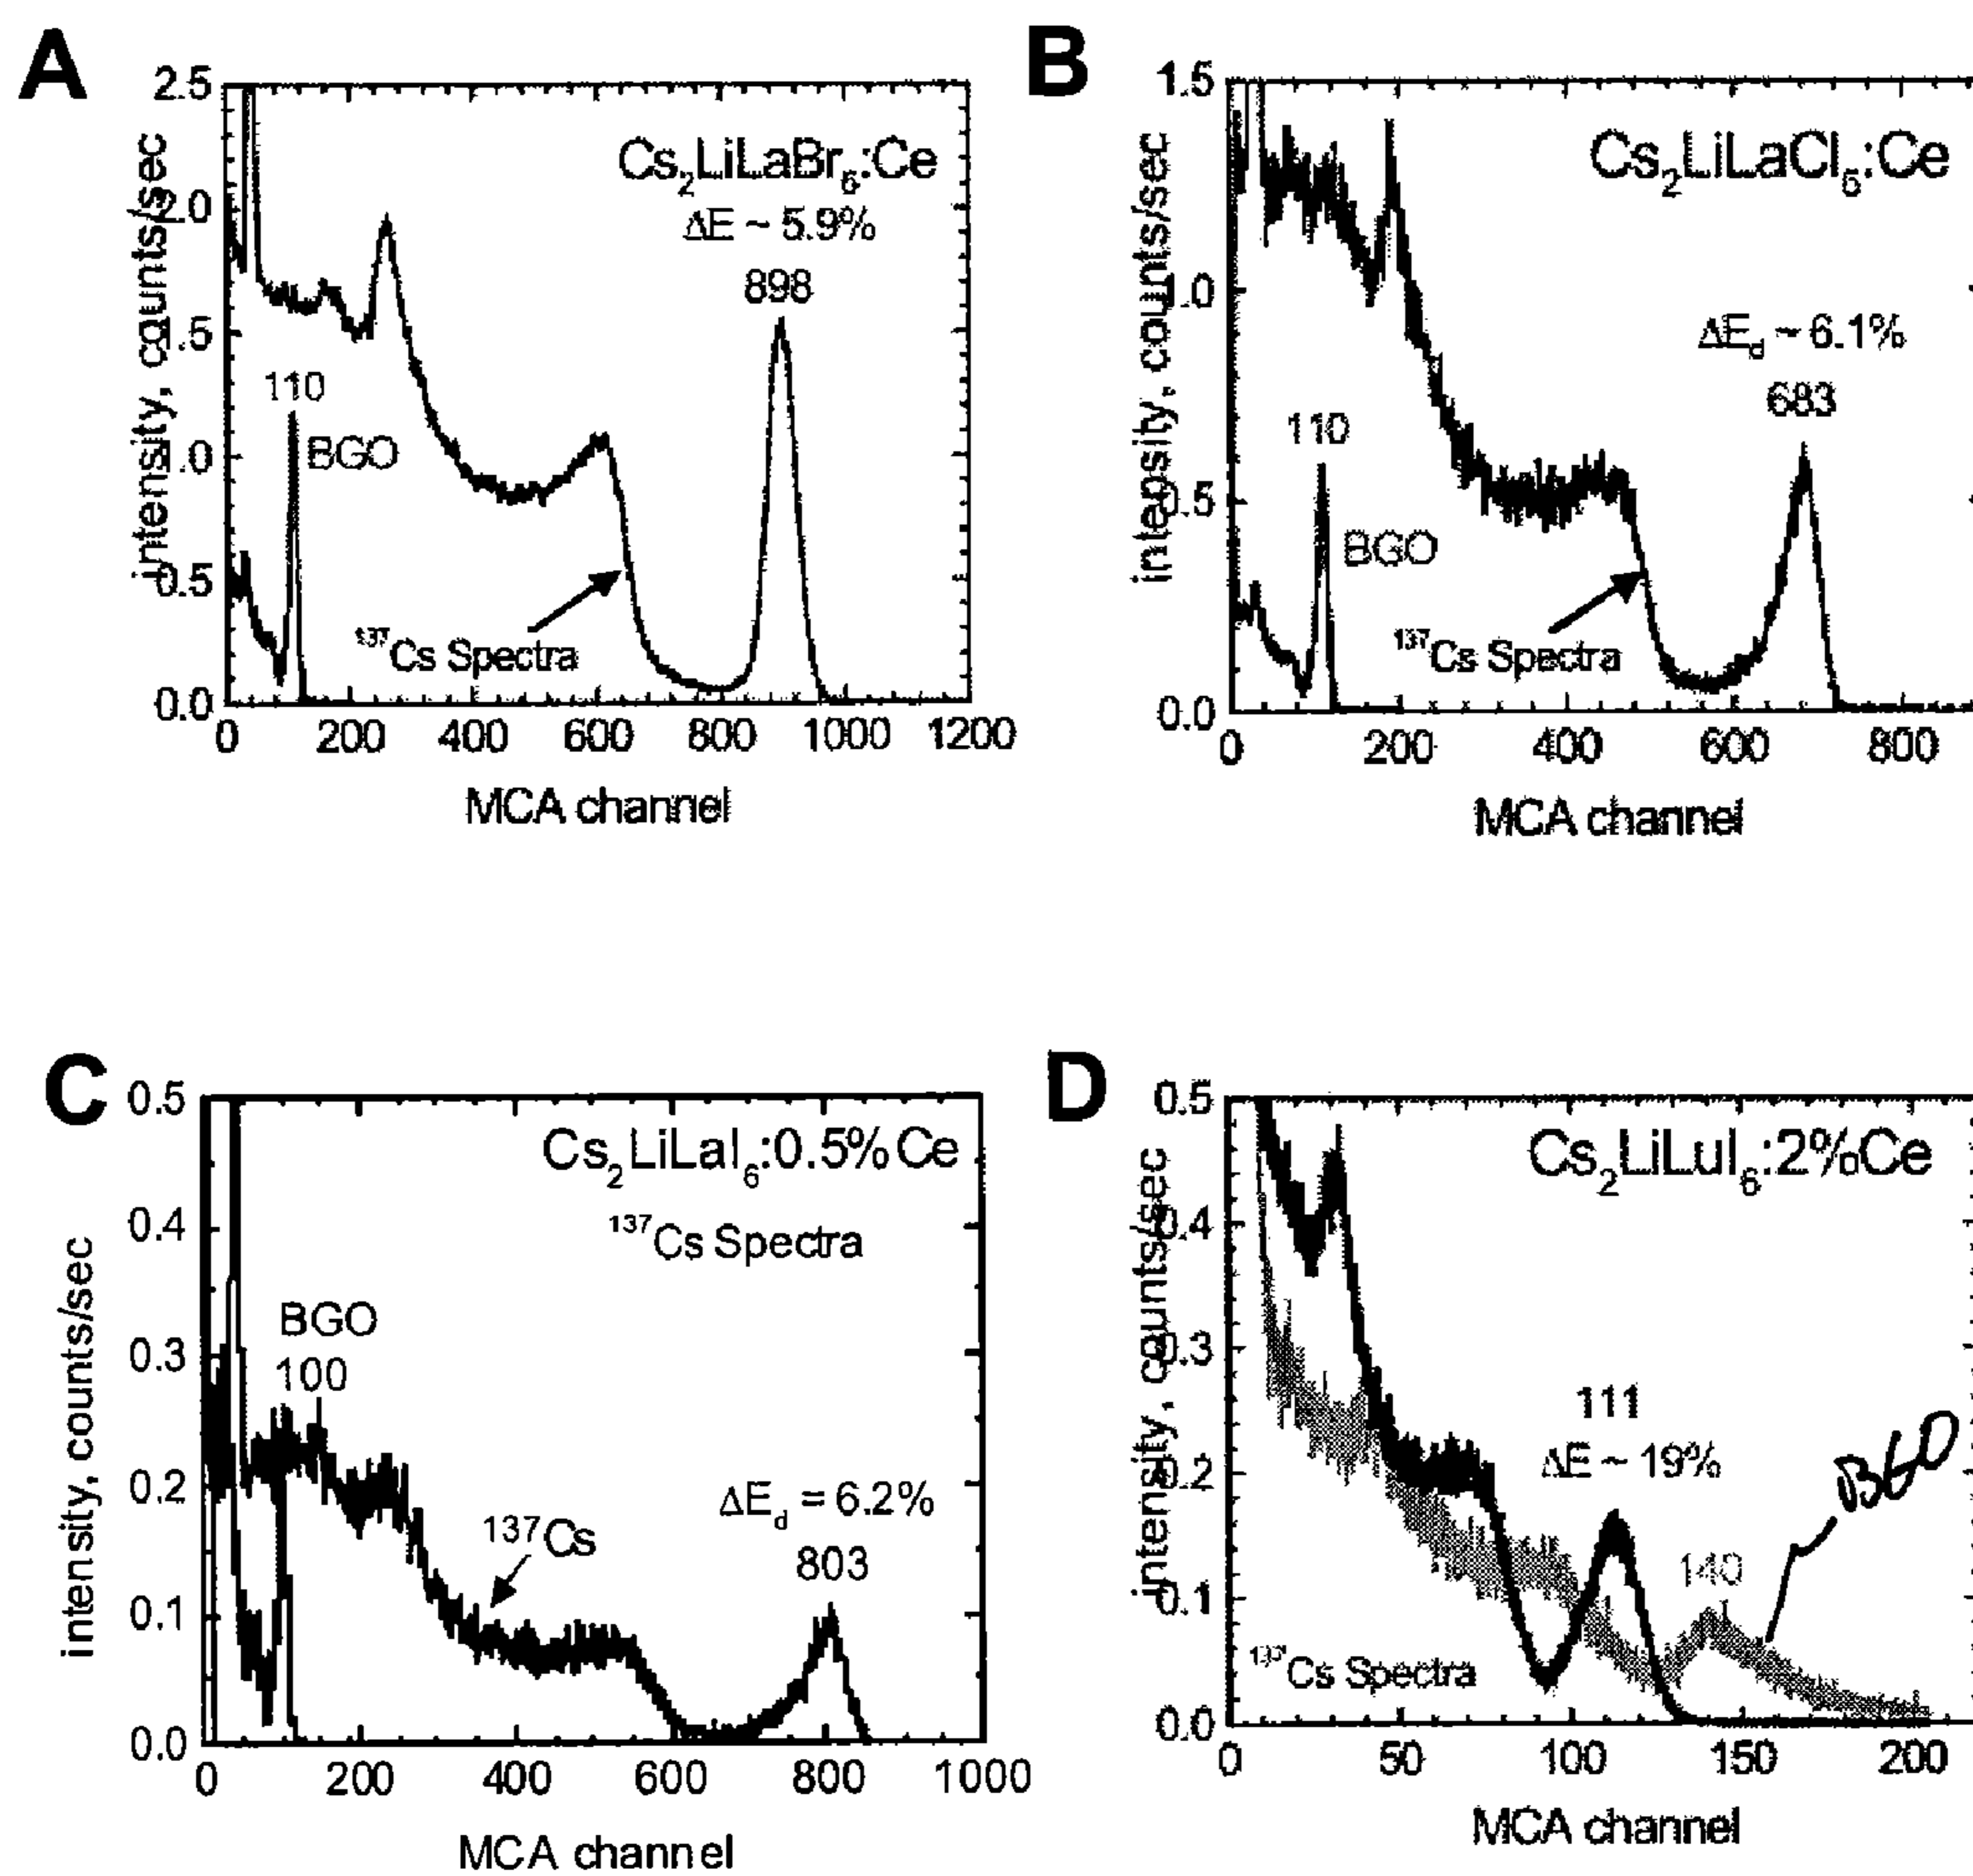 A
2.5
2.0
1.5
1.0
0.5
0.0
intensity, counts/sec
Cs₂LiLaBr₆:Ce
ΔE ~ 5.9%
898
110
BGO
¹³⁷Cs Spectra
0 200 400 600 800 1000 1200
MCA channel
B
1.5
1.0
0.5
0.0
intensity, counts/sec
Cs₂LiLaCl₆:Ce
ΔE_d ~ 6.1%
683
110
BGO
¹³⁷Cs Spectra
0 200 400 600 800
MCA channel
C
0.5
0.4
0.3
0.2
0.1
0.0
intensity, counts/sec
Cs₂LiLaI₆:0.5%Ce
¹³⁷Cs Spectra
BGO
100
¹³⁷Cs
ΔE_d = 6.2%
803
0 200 400 600 800 1000
MCA channel
D
0.5
0.4
0.3
0.2
0.1
0.0
intensity, counts/sec
Cs₂LiLuI₆:2%Ce
111
ΔE ~ 19%
BGO
140
¹³⁷Cs Spectra
0 50 100 150 200
MCA channel